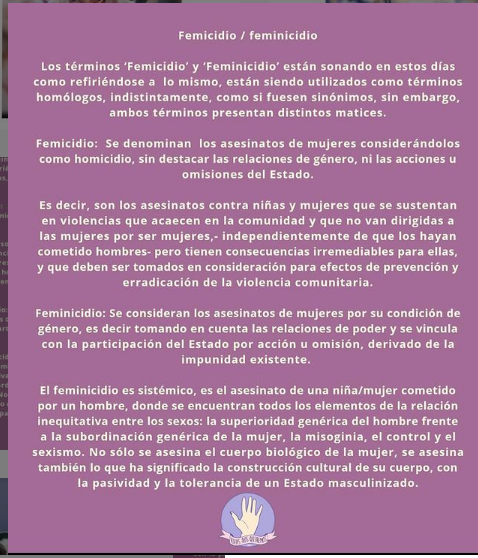 Femicidio / feminicidio
Los términos ‘Femicidio’ y ‘Feminicidio’ están sonando en estos días
como refiriéndose a lo mismo, están siendo utilizados como términos
homólogos, indistintamente, como si fuesen sinónimos, sin embargo,
ambos términos presentan distintos matices.
Femicidio: Se denominan los asesinatos de mujeres considerándolos
como homicidio, sin destacar las relaciones de género, ni las acciones u
omisiones del Estado.
Es decir, son los asesinatos contra niñas y mujeres que se sustentan
en violencias que acaecen en la comunidad y que no van dirigidas a
las mujeres por ser mujeres,- independientemente de que los hayan
cometido hombres- pero tienen consecuencias irremediables para ellas,
y que deben ser tomados en consideración para efectos de prevención y
erradicación de la violencia comunitaria.
Feminicidio: Se consideran los asesinatos de mujeres por su condición de
género, es decir tomando en cuenta las relaciones de poder y se vincula
con la participación del Estado por acción u omisión, derivado de la
impunidad existente.
El feminicidio es sistémico, es el asesinato de una niña/mujer cometido
por un hombre, donde se encuentran todos los elementos de la relación
inequitativa entre los sexos: la superioridad genérica del hombre frente
a la subordinación genérica de la mujer, la misoginia, el control y el
sexismo. No sólo se asesina el cuerpo biológico de la mujer, se asesina
también lo que ha significado la construcción cultural de su cuerpo, con
la pasividad y la tolerancia de un Estado masculinizado.